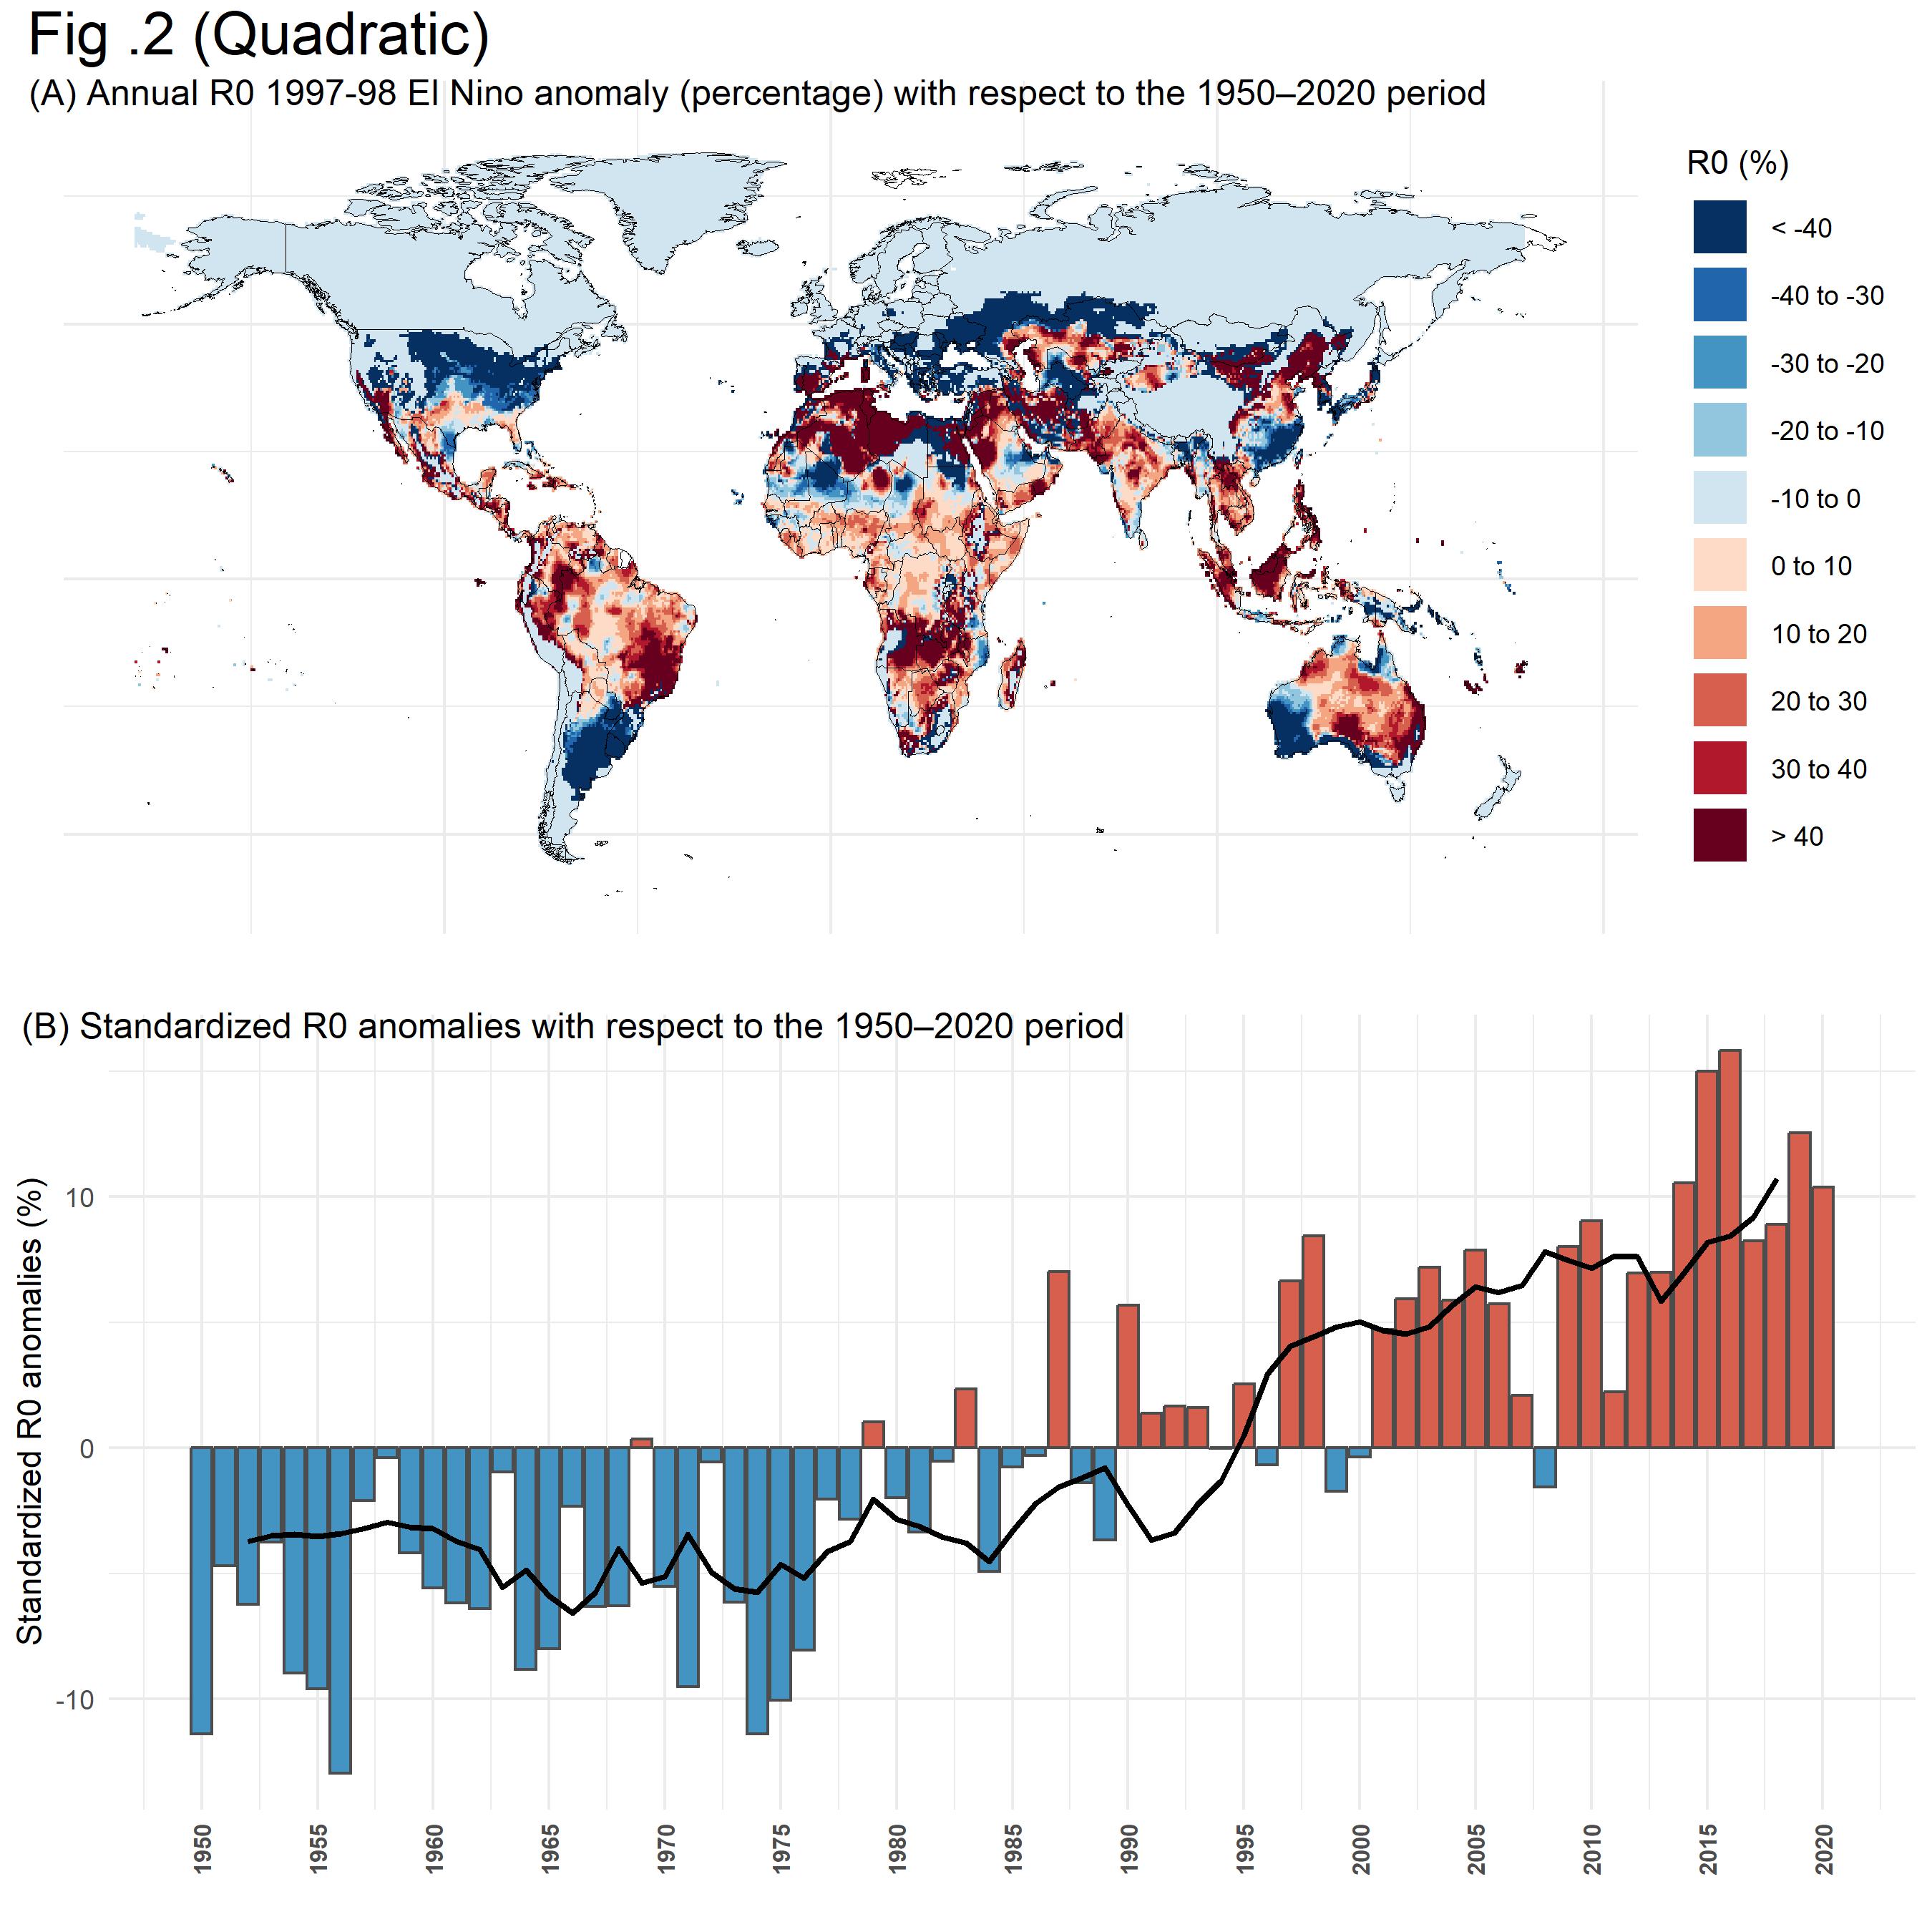 Fig .2 (Quadratic)
(A) Annual R0 1997-98 El Nino anomaly (percentage) with respect to the 1950–2020 period
R0 (%)
< -40
-40 to -30
-30 to -20
-20 to -10
-10 to 0
0 to 10
10 to 20
20 to 30
30 to 40
> 40
(B) Standardized R0 anomalies with respect to the 1950–2020 period
Standardized R0 anomalies (%)
10
0
-10
1950 1955 1960 1965 1970 1975 1980 1985 1990 1995 2000 2005 2010 2015 2020